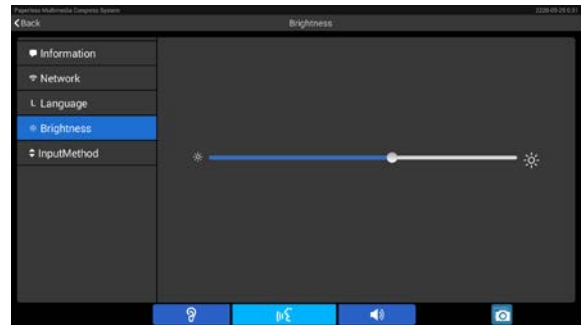 Paperless Multimedia Congress System
Back
Brightness
Information
Network
L Language
Brightness
InputMethod